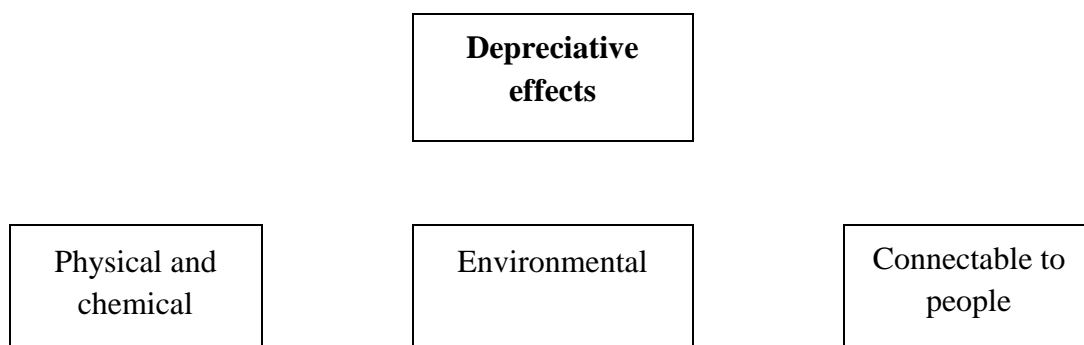 Depreciative
effects
Physical and
chemical
Environmental
Connectable to
people